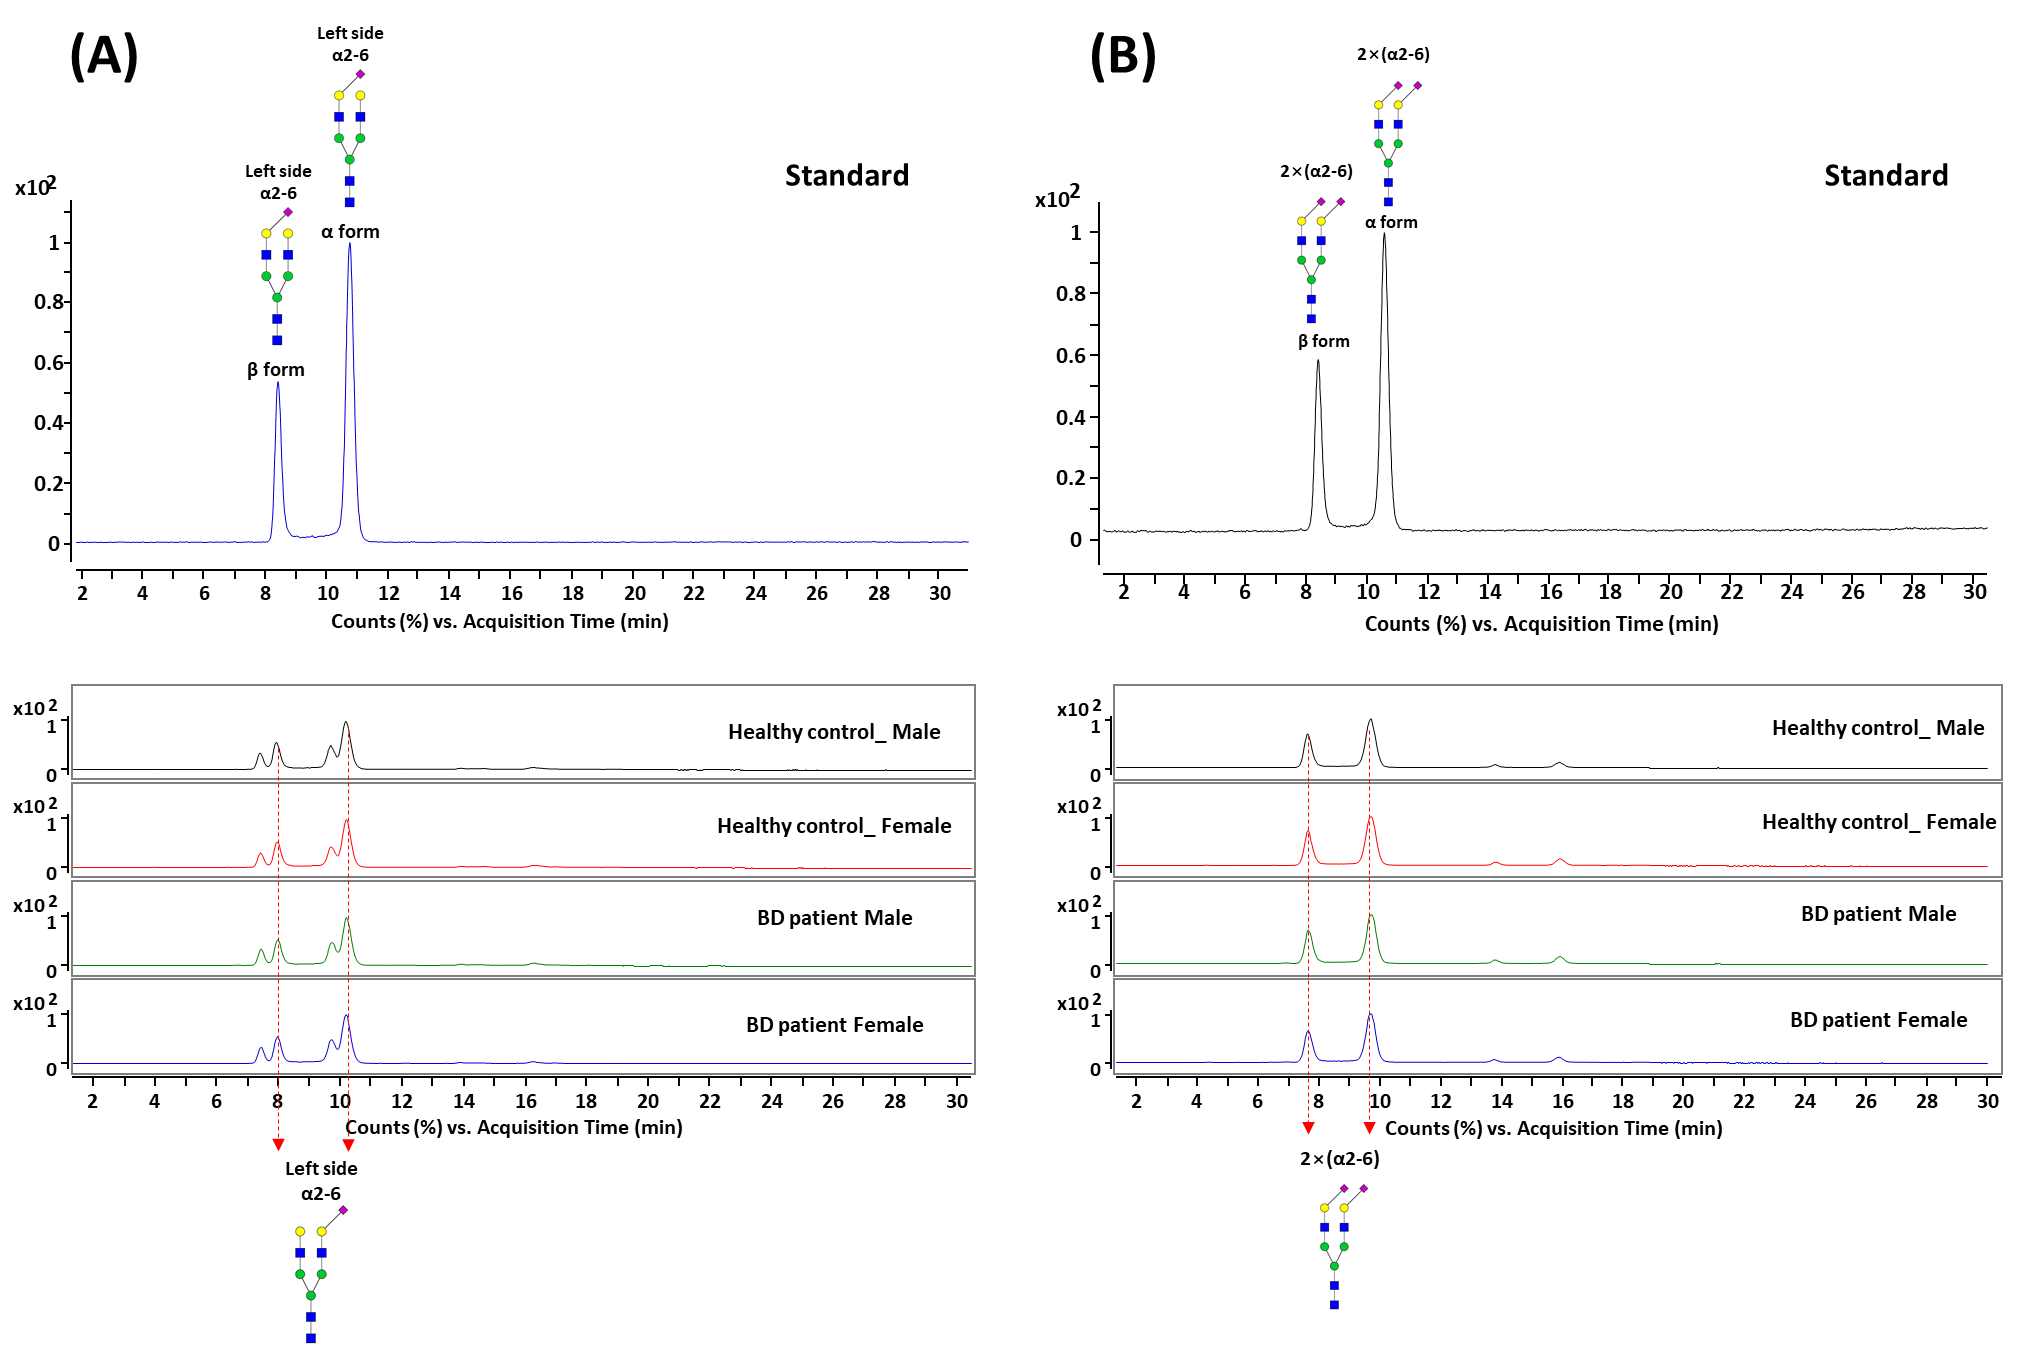 (A)
Left side
α2-6
Left side
α2-6
Standard
x102
α form
β form
1
0.8
0.6
0.4
0.2
0
2 4 6 8 10 12 14 16 18 20 22 24 26 28 30
Counts (%) vs. Acquisition Time (min)
(B)
2×(α2-6)
2×(α2-6)
Standard
x102
α form
β form
1
0.8
0.6
0.4
0.2
0
2 4 6 8 10 12 14 16 18 20 22 24 26 28 30
Counts (%) vs. Acquisition Time (min)
x10 2
1
Healthy control_ Male
0
x10 2
1
Healthy control_ Female
0
x10 2
1
BD patient Male
0
x10 2
1
BD patient Female
0
2 4 6 8 10 12 14 16 18 20 22 24 26 28 30
Counts (%) vs. Acquisition Time (min)
Left side
α2-6
x10 2
1
Healthy control_ Male
0
x10 2
1
Healthy control_ Female
0
x10 2
1
BD patient Male
0
x10 2
1
BD patient Female
0
2 4 6 8 10 12 14 16 18 20 22 24 26 28 30
Counts (%) vs. Acquisition Time (min)
2×(α2-6)